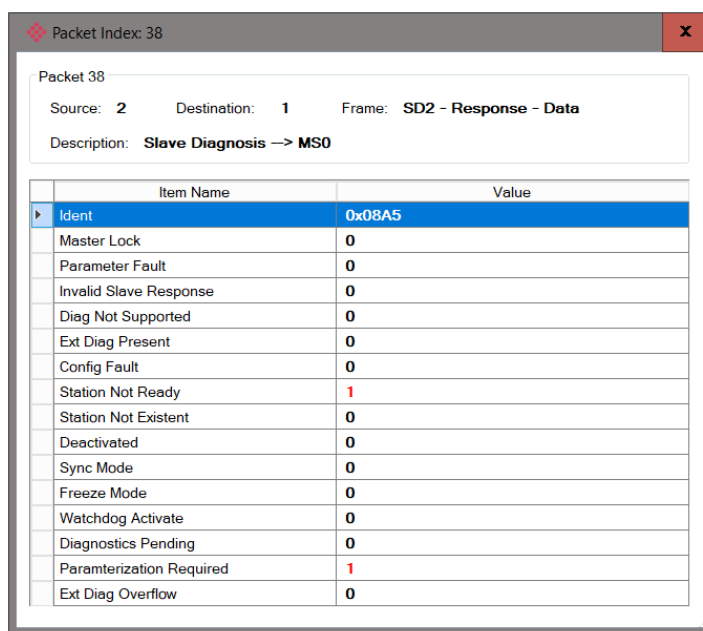 Packet Index: 38
x
Packet 38
Source: 2 Destination: 1 Frame: SD2 - Response - Data
Description: Slave Diagnosis --> MS0
Item Name Value
Ident 0x08A5
Master Lock 0
Parameter Fault 0
Invalid Slave Response 0
Diag Not Supported 0
Ext Diag Present 0
Config Fault 0
Station Not Ready 1
Station Not Existent 0
Deactivated 0
Sync Mode 0
Freeze Mode 0
Watchdog Activate 0
Diagnostics Pending 0
Paramterization Required 1
Ext Diag Overflow 0